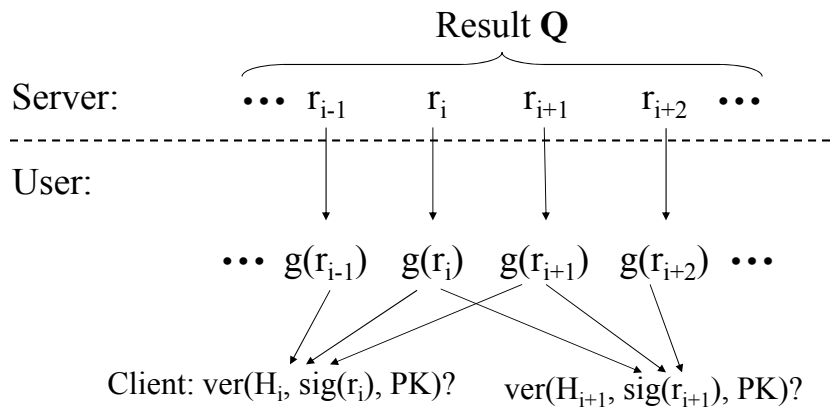 Result Q
Server: ••• r_{i-1} r_i r_{i+1} r_{i+2} •••
User:
••• g(r_{i-1}) g(r_i) g(r_{i+1}) g(r_{i+2}) •••
Client: ver(H_i, sig(r_i), PK)? ver(H_{i+1}, sig(r_{i+1}), PK)?